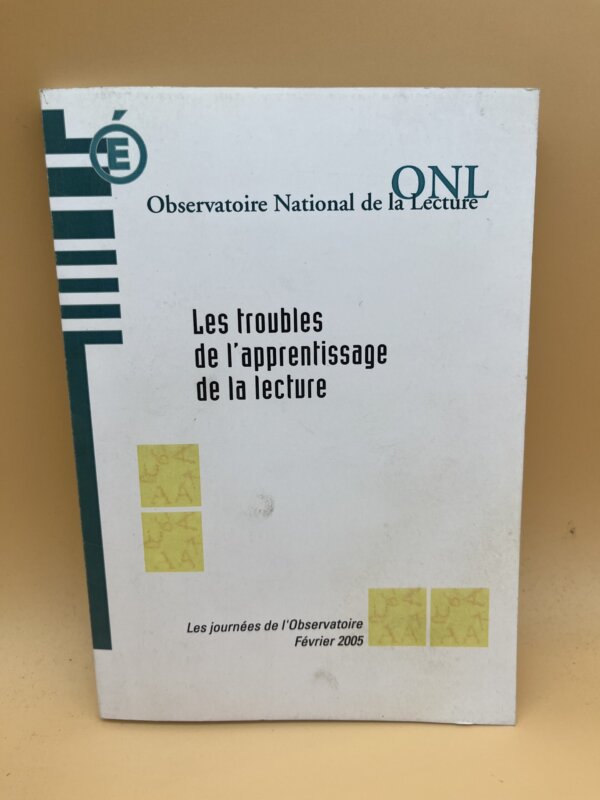 É
ONL
Observatoire National de la Lecture
Les troubles
de l'apprentissage
de la lecture
Les journées de l'Observatoire
Février 2005